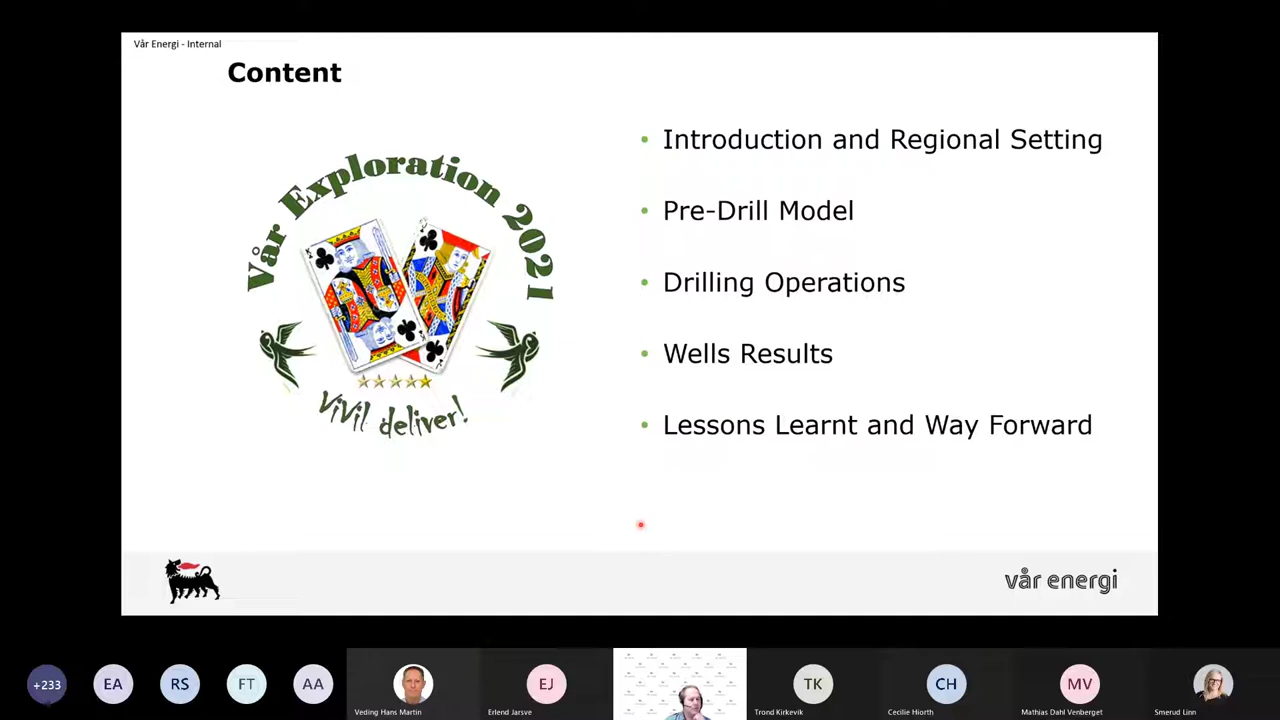 Vår Energi - Internal
Content
Vår Exploration 2021
ViVil deliver!
• Introduction and Regional Setting
• Pre-Drill Model
• Drilling Operations
• Wells Results
• Lessons Learnt and Way Forward
vår energi
+233
EA
RS
FT
AA
EJ
TK
CH
MV
Veding Hans Martin
Erlend Jarsve
Trond Kirkevik
Cecilie Hiorth
Mathias Dahl Venberget
Smerud Linn